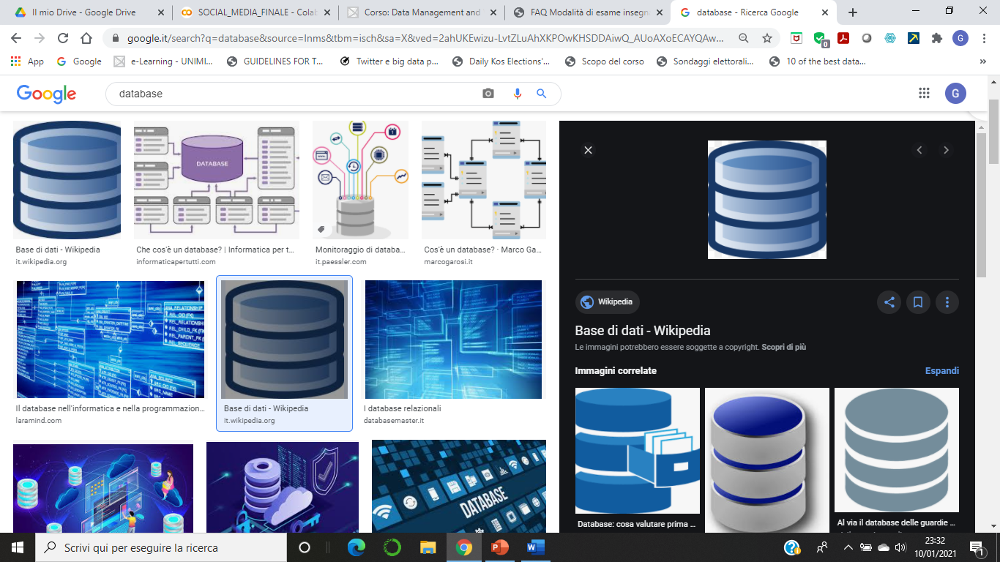 Il mio Drive - Google Drive
SOCIAL_MEDIA_FINALE - Colab
Corso: Data Management and
FAQ Modalità di esame insegn
database - Ricerca Google
google.it/search?q=database&source=lnms&tbm=isch&sa=X&ved=2ahUKEwizu-LvtZLuAhXKPOwKHSDDAiwQ_AUoAXoECAYQAw...
0
G
App
Google
e-Learning - UNIMI...
GUIDELINES FOR T...
Twitter e big data p...
Daily Kos Elections'...
Scopo del corso
Sondaggi elettorali...
10 of the best data...
»
Google
database
G
DATABASE
Base di dati - Wikipedia
it.wikipedia.org
Che cos'è un database? | Informatica per t...
informaticapertutti.com
Monitoraggio di databa...
it.paessler.com
Cos'è un database? · Marco Ga...
marcogarosi.it
Wikipedia
Base di dati - Wikipedia
Le immagini potrebbero essere soggette a copyright. Scopri di più
Immagini correlate
Espandi
Il database nell'informatica e nella programmazion...
laramind.com
Base di dati - Wikipedia
it.wikipedia.org
I database relazionali
databasemaster.it
DATABASE
Database: cosa valutare prima ...
Al via il database delle guardie ...
Scrivi qui per eseguire la ricerca
23:32
10/01/2021
1